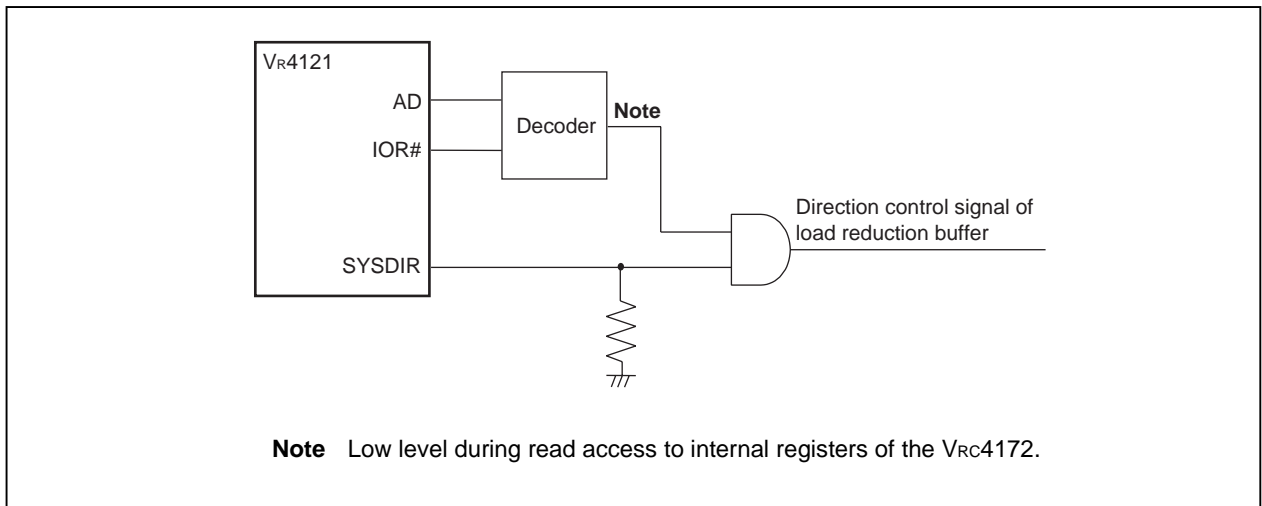 VR4121
AD
Decoder
Note
IOR#
Direction control signal of
load reduction buffer
SYSDIR
Note Low level during read access to internal registers of the VRC4172.